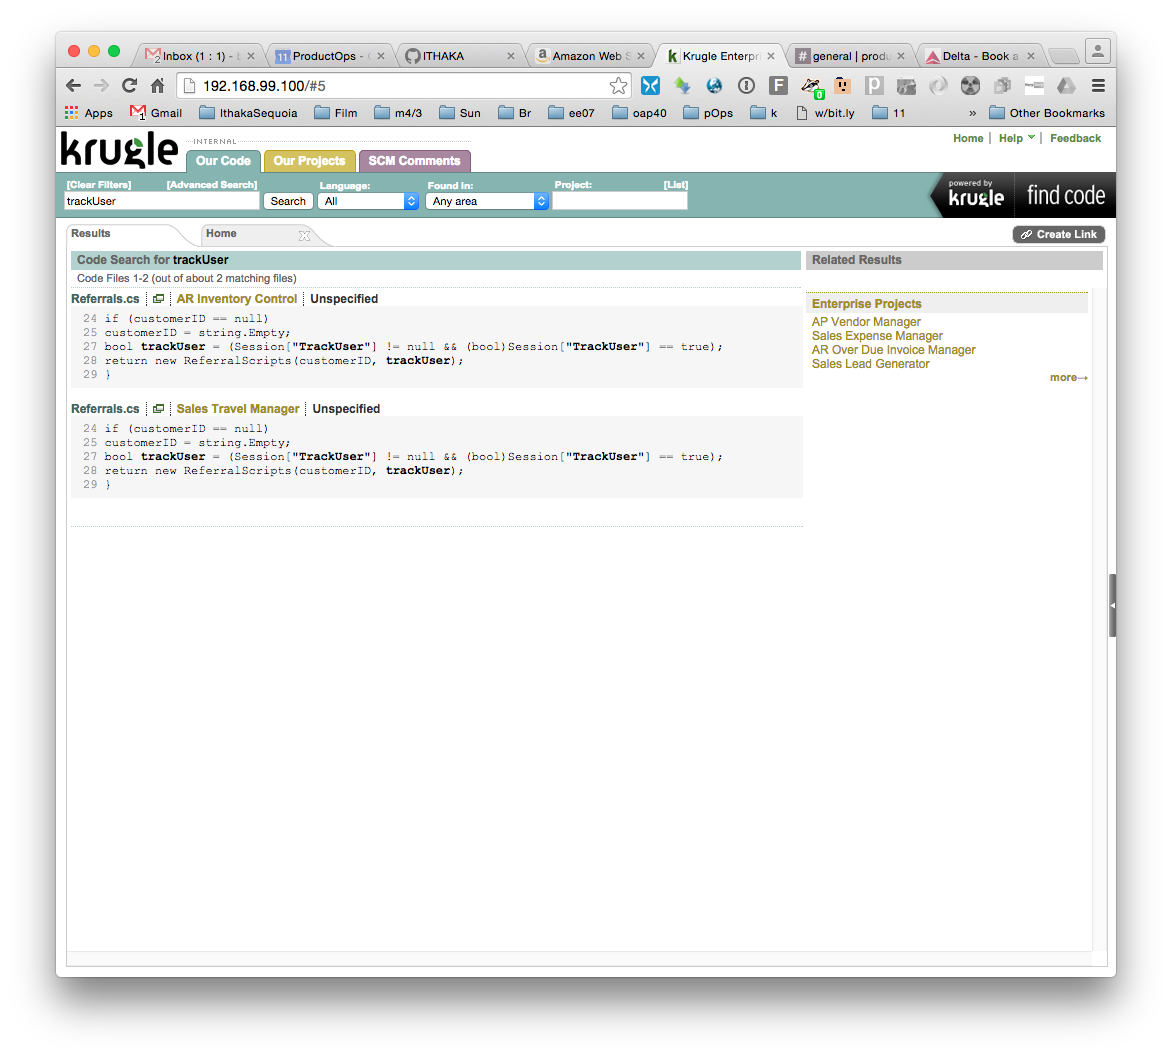 Inbox (1 : 1) -
ProductOps -
ITHAKA
Amazon Web S
Krugle Enterpri
# general | produ
Delta - Book a
192.168.99.100/#5
Apps
Gmail
IthakaSequoia
Film
m4/3
Sun
Br
ee07
oap40
pOps
k
w/bit.ly
11
»
Other Bookmarks
krugle
INTERNAL
Our Code
Our Projects
SCM Comments
Home
Help
Feedback
[Clear Filters]
[Advanced Search]
Language:
Found In:
Project:
[List]
trackUser
Search
All
Any area
powered by
krugle
find code
Results
Home
Create Link
Code Search for trackUser
Related Results
Code Files 1-2 (out of about 2 matching files)
Referrals.cs
AR Inventory Control
Unspecified
24 if (customerID == null)
25 customerID = string.Empty;
27 bool trackUser = (Session["TrackUser"] != null && (bool)Session["TrackUser"] == true);
28 return new ReferralScripts(customerID, trackUser);
29 }
Referrals.cs
Sales Travel Manager
Unspecified
24 if (customerID == null)
25 customerID = string.Empty;
27 bool trackUser = (Session["TrackUser"] != null && (bool)Session["TrackUser"] == true);
28 return new ReferralScripts(customerID, trackUser);
29 }
Enterprise Projects
AP Vendor Manager
Sales Expense Manager
AR Over Due Invoice Manager
Sales Lead Generator
more→